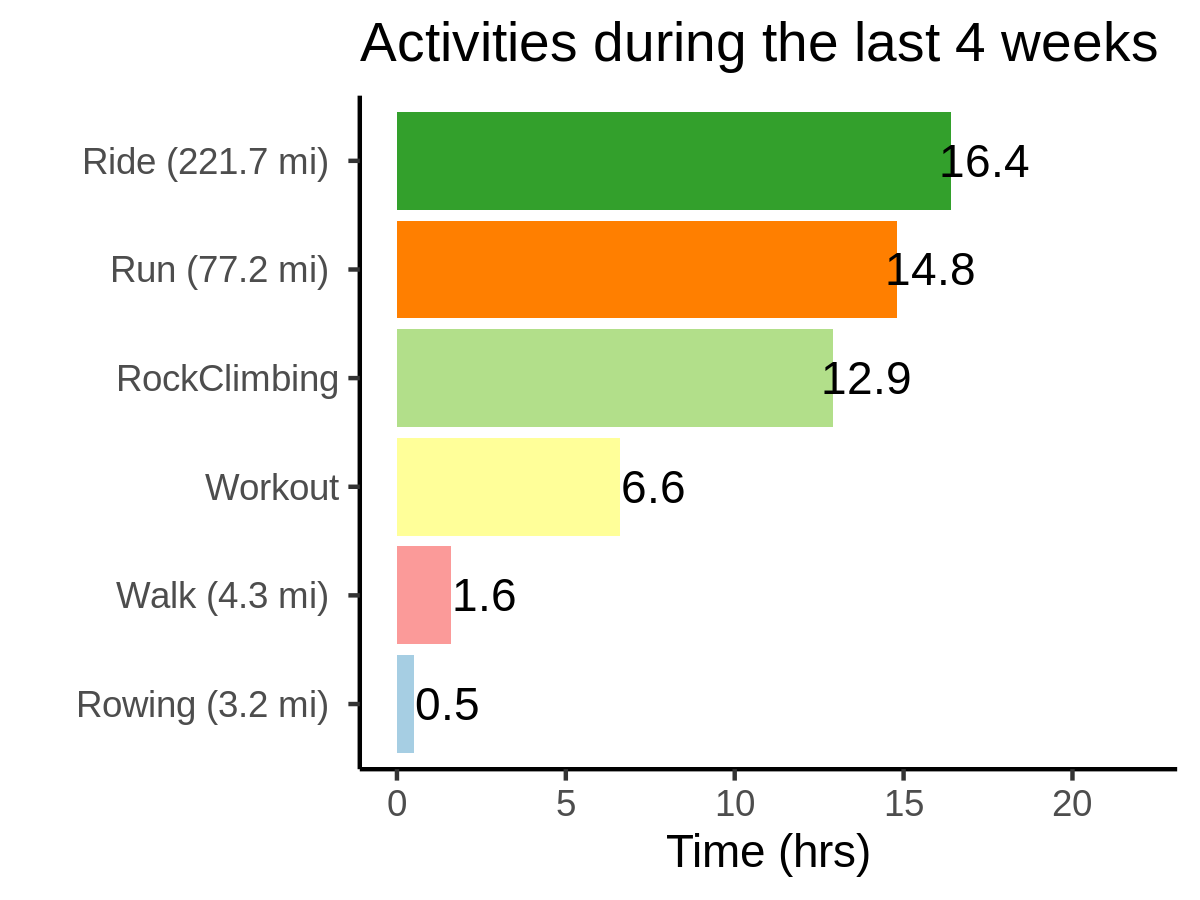 Activities during the last 4 weeks
Ride (221.7 mi)
16.4
Run (77.2 mi)
14.8
RockClimbing
12.9
Workout
6.6
Walk (4.3 mi)
1.6
Rowing (3.2 mi)
0.5
0 5 10 15 20
Time (hrs)